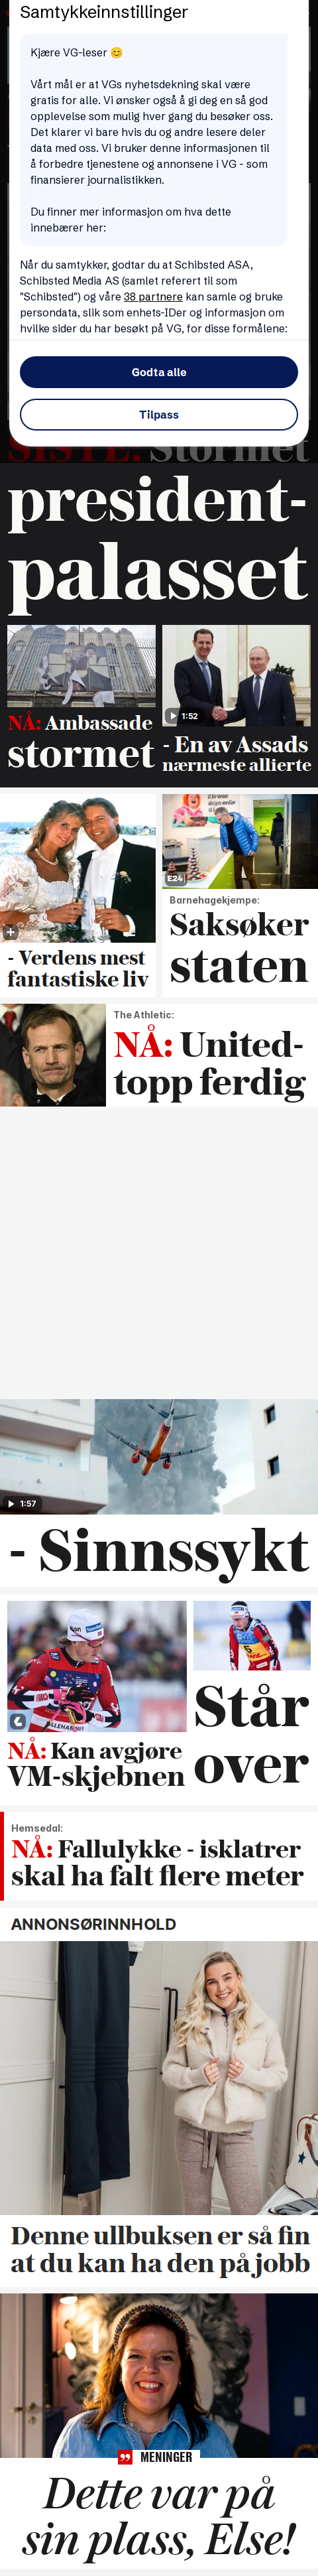 Samtykkeinnstillinger
Kjære VG-leser 😊
Vårt mål er at VGs nyhetsdekning skal være
gratis for alle. Vi ønsker også å gi deg en så god
opplevelse som mulig hver gang du besøker oss.
Det klarer vi bare hvis du og andre lesere deler
data med oss. Vi bruker denne informasjonen til
å forbedre tjenestene og annonsene i VG - som
finansierer journalistikken.
Du finner mer informasjon om hva dette
innebærer her:
Når du samtykker, godtar du at Schibsted ASA,
Schibsted Media AS (samlet referert til som
"Schibsted") og våre 38 partnere kan samle og bruke
persondata, slik som enhets-IDer og informasjon om
hvilke sider du har besøkt på VG, for disse formålene:
Godta alle
Tilpass
SISTE: Stormet
president-
palasset
1:52
NÅ: Ambassade
stormet
- En av Assads
nærmeste allierte
E24
- Verdens mest
fantastiske liv
Barnehagekjempe:
Saksøker
staten
The Athletic:
NÅ: United-
topp ferdig
1:57
- Sinnssykt
NÅ: Kan avgjøre
VM-skjebnen
Står
over
Hemsedal:
NÅ: Fallulykke - isklatrer
skal ha falt flere meter
ANNONSØRINNHOLD
Denne ullbuksen er så fin
at du kan ha den på jobb
MENINGER
Dette var på
sin plass, Else!